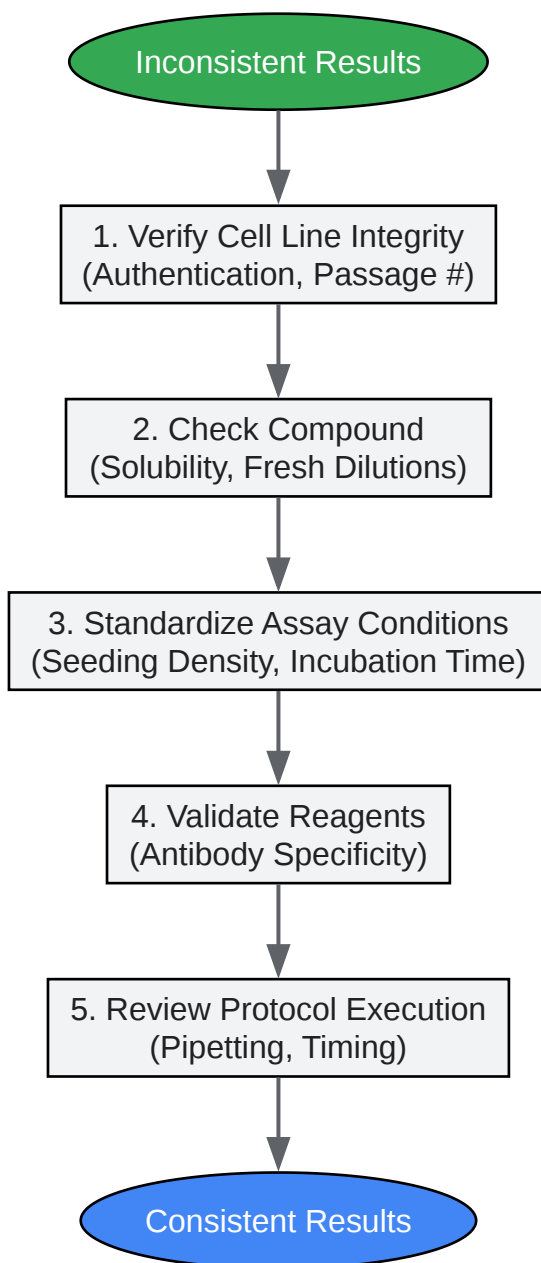 Inconsistent Results
1. Verify Cell Line Integrity
(Authentication, Passage #)
2. Check Compound
(Solubility, Fresh Dilutions)
3. Standardize Assay Conditions
(Seeding Density, Incubation Time)
4. Validate Reagents
(Antibody Specificity)
5. Review Protocol Execution
(Pipetting, Timing)
Consistent Results